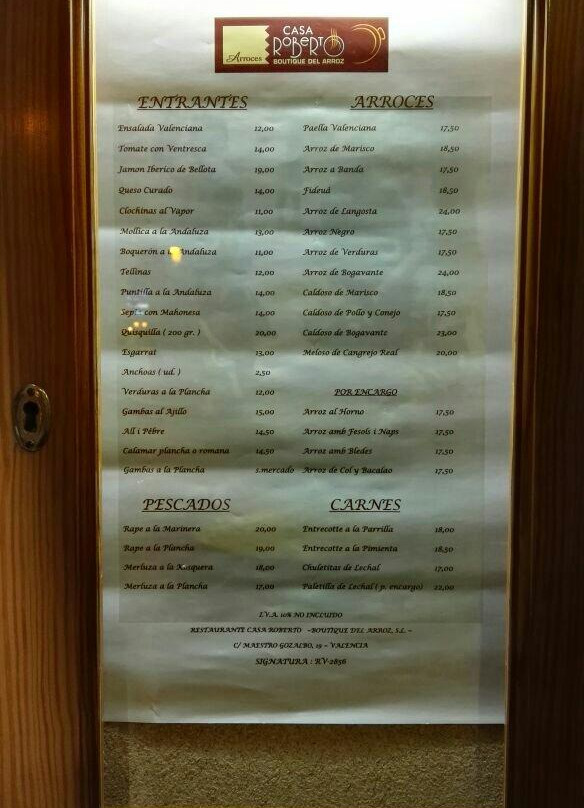 Arroces
CASA
ROBERTO
BOUTIQUE DEL ARROZ
ENTRANTES
Ensalada Valenciana 12,00
Tomate con Ventresca 14,00
Jamon Iberico de Bellota 19,00
Queso Curado 14,00
Clochinas al Vapor 11,00
Mollica a la Andaluza 13,00
Boquerón a la Andaluza 11,00
Tellinas 12,00
Puntilla a la Andaluza 14,00
Sepia con Mahonesa 14,00
Quisquilla ( 200 gr. ) 20,00
Esgarrat 13,00
Anchoas ( ud. ) 2,50
Verduras a la Plancha 12,00
Gambas al Ajillo 15,00
All i Pébre 14,50
Calamar plancha o romana 14,50
Gambas a la Plancha s.mercado
ARROCES
Paella Valenciana 17,50
Arroz de Marisco 18,50
Arroz a Banda 17,50
Fideuá 18,50
Arroz de Langosta 24,00
Arroz Negro 17,50
Arroz de Verduras 17,50
Arroz de Bogavante 24,00
Caldoso de Marisco 18,50
Caldoso de Pollo y Conejo 17,50
Caldoso de Bogavante 25,00
Meloso de Cangrejo Real 20,00
POR ENCARGO
Arroz al Horno 17,50
Arroz amb Fesols i Naps 17,50
Arroz amb Bledes 17,50
Arroz de Col y Bacalao 17,50
PESCADOS
Rape a la Marinera 20,00
Rape a la Plancha 19,00
Merluza a la Kasquera 18,00
Merluza a la Plancha 17,00
CARNES
Entrecotte a la Parrilla 18,00
Entrecotte a la Pimienta 18,50
Chuletitas de Lechal 17,00
Paletilla de Lechal ( p. encargo) 22,00
I.V.A. 10% NO INCLUIDO
RESTAURANTE CASA ROBERTO –BOUTIQUE DEL ARROZ, S.L. –
C/ MAESTRO GOZALBO, 19 – VALENCIA
SIGNATURA : RV-2856